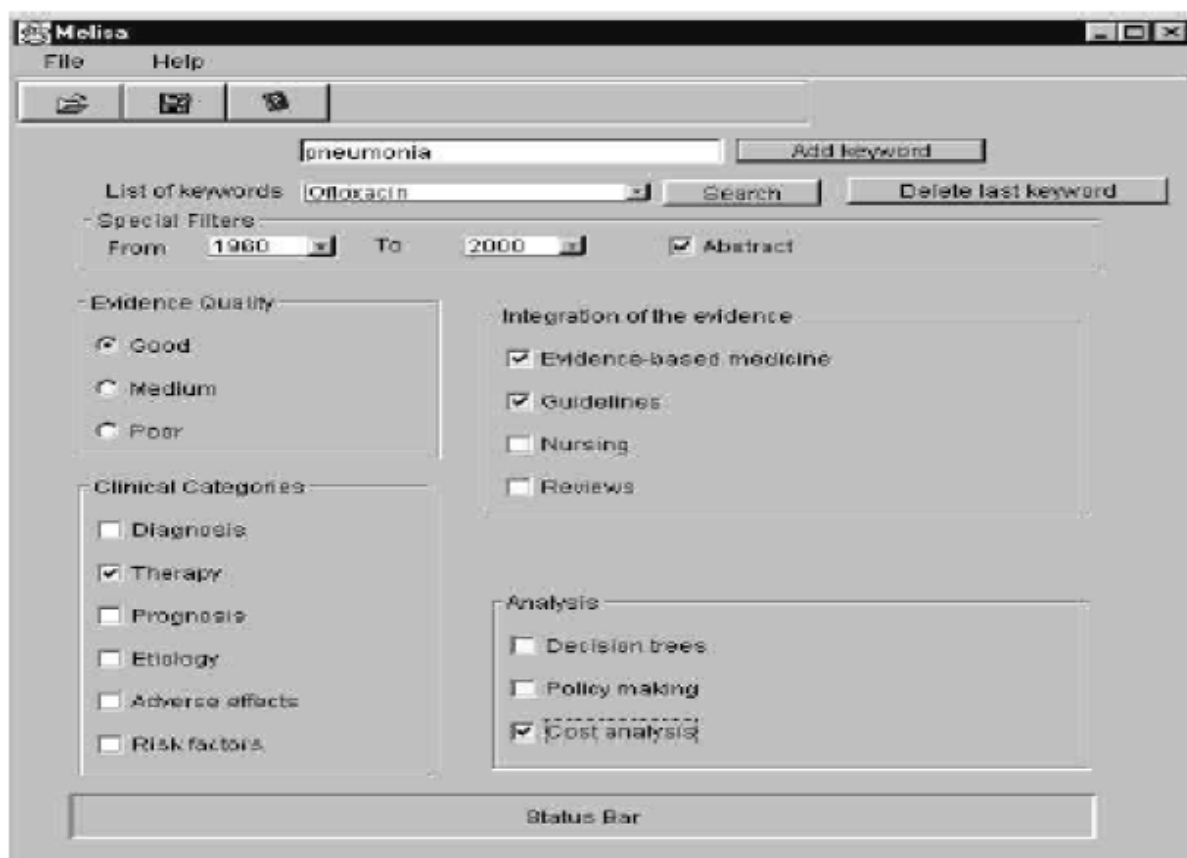 Melisa
File Help
pneumonia Add keyword
List of keywords Ofloxacin Search Delete last keyword
Special Filters
From 1960 To 2000 Abstract
Evidence Quality
Good
Medium
Poor
Integration of the evidence
Evidence-based medicine
Guidelines
Nursing
Reviews
Clinical Categories
Diagnosis
Therapy
Prognosis
Etiology
Adverse effects
Risk factors
Analysis
Decision trees
Policy making
Cost analysis
Status Bar